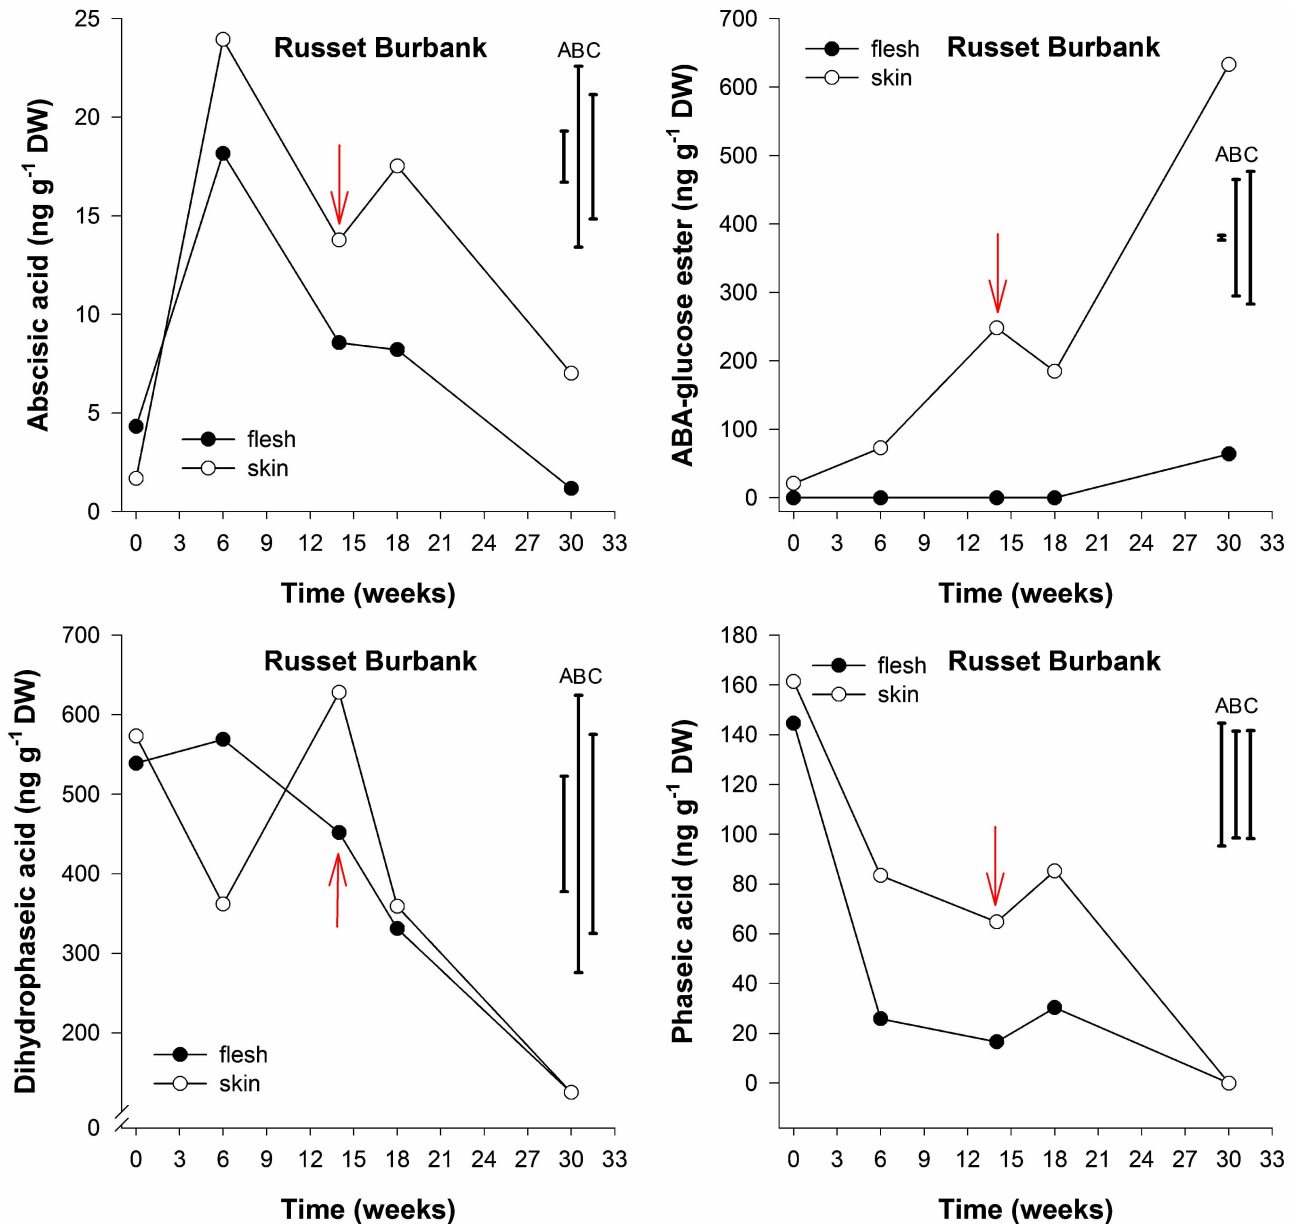 Russet Burbank
ABC
Abscisic acid (ng g⁻¹ DW)
25
20
15
10
5
0
flesh
skin
0 3 6 9 12 15 18 21 24 27 30 33
Time (weeks)
Russet Burbank
flesh
skin
ABC
ABA-glucose ester (ng g⁻¹ DW)
700
600
500
400
300
200
100
0
0 3 6 9 12 15 18 21 24 27 30 33
Time (weeks)
Russet Burbank
ABC
Dihydrophaseic acid (ng g⁻¹ DW)
700
600
500
400
300
200
0
flesh
skin
0 3 6 9 12 15 18 21 24 27 30 33
Time (weeks)
Russet Burbank
flesh
skin
ABC
Phaseic acid (ng g⁻¹ DW)
180
160
140
120
100
80
60
40
20
0
0 3 6 9 12 15 18 21 24 27 30 33
Time (weeks)